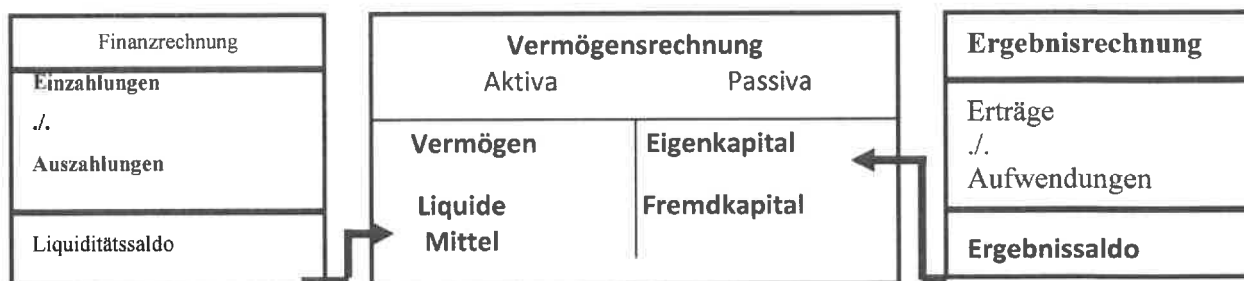 Finanzrechnung
Einzahlungen
./.
Auszahlungen
Liquiditätssaldo
Vermögensrechnung
Aktiva Passiva
Vermögen Eigenkapital
Liquide Fremdkapital
Mittel
Ergebnisrechnung
Erträge
./.
Aufwendungen
Ergebnissaldo